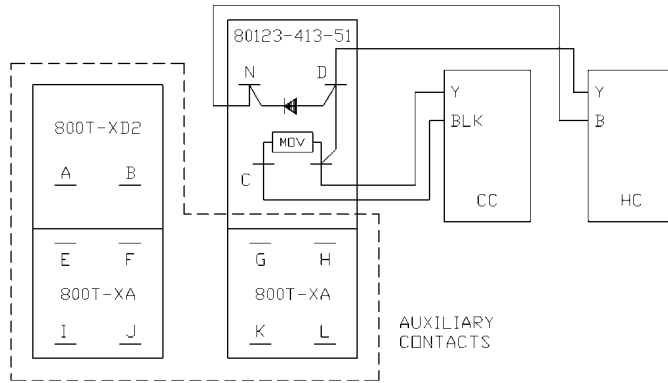 80123-413-51
N D
800T-XD2
Y
Y
BLK
B
MOV
A B
C
CC
HC
E F
G H
800T-XA
800T-XA
I J
K L
AUXILIARY
CONTACTS